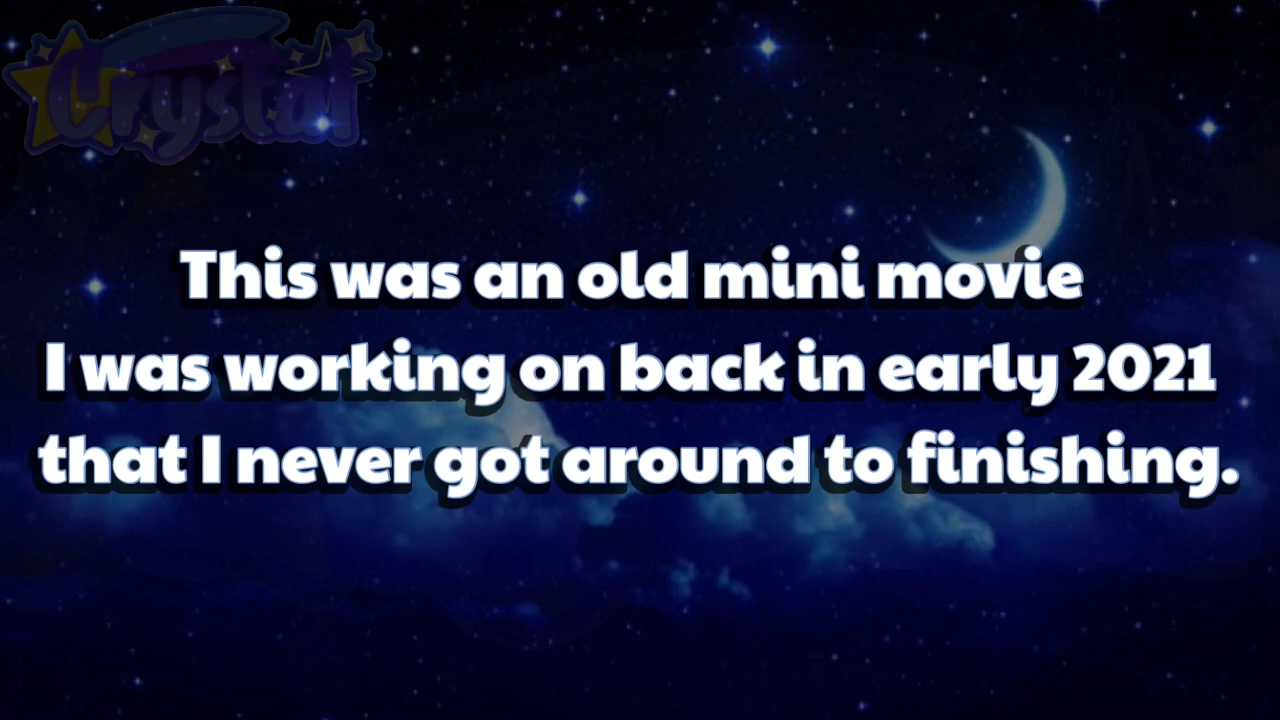 Crystal
This was an old mini movie
I was working on back in early 2021
that I never got around to finishing.